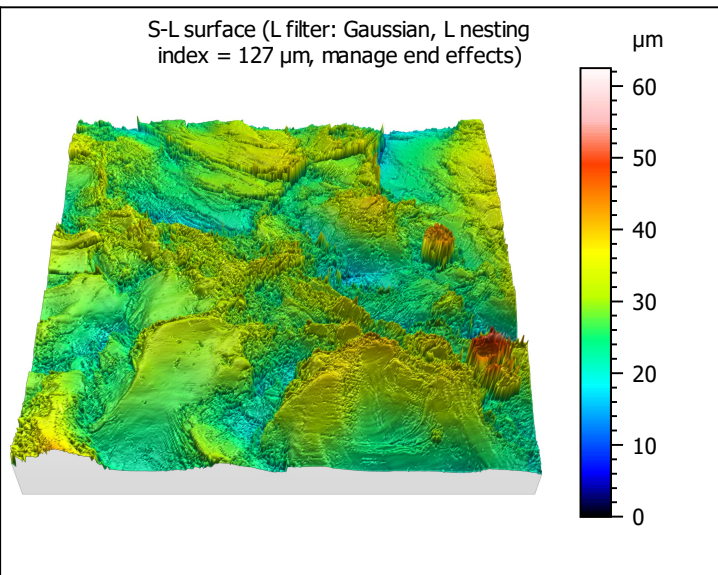 S-L surface (L filter: Gaussian, L nesting
index = 127 µm, manage end effects)
µm
60
50
40
30
20
10
0